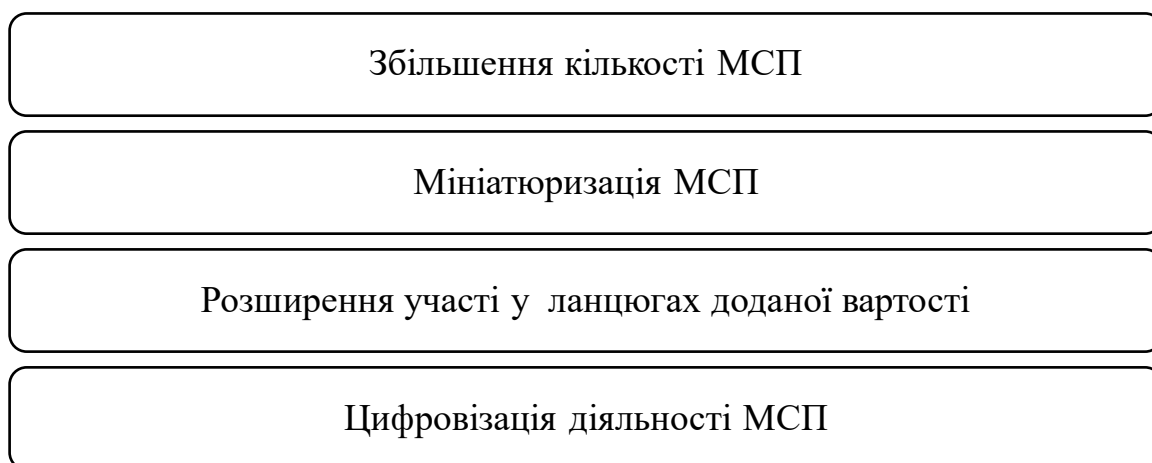 Збільшення кількості МСП
Мініатюризація МСП
Розширення участі у ланцюгах доданої вартості
Цифровізація діяльності МСП